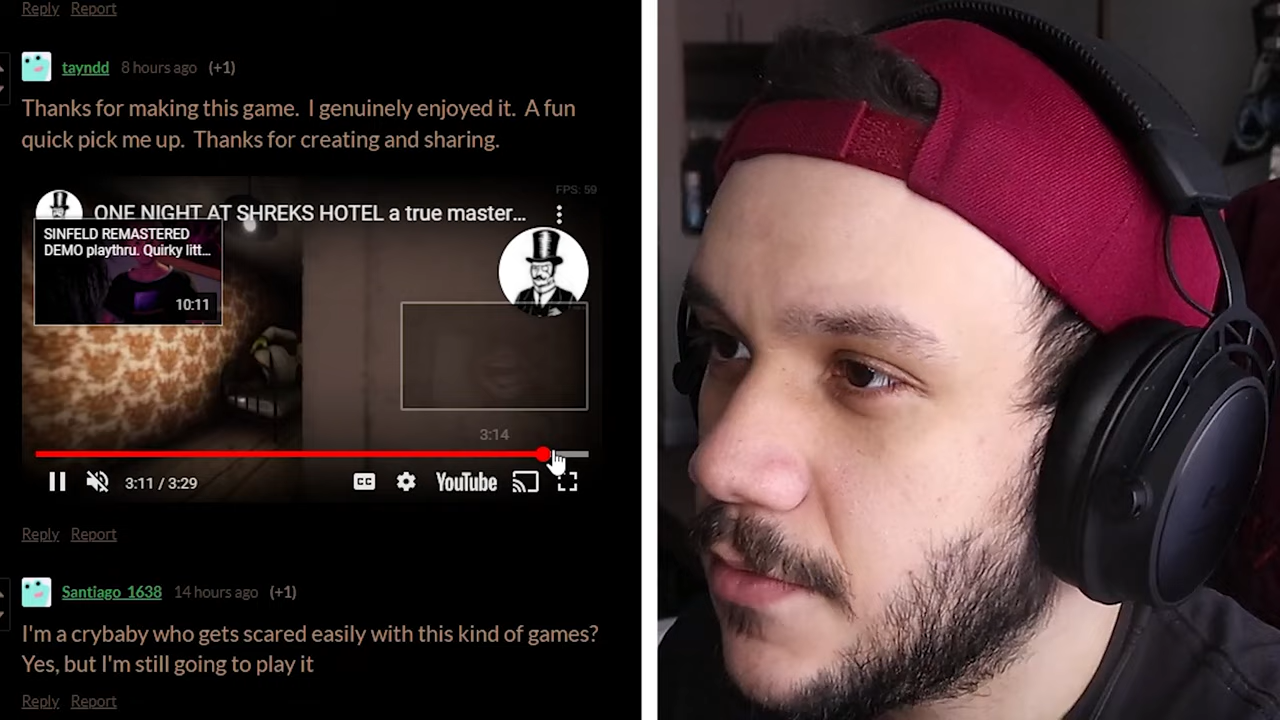 Reply Report
tayndd 8 hours ago (+1)
Thanks for making this game. I genuinely enjoyed it. A fun
quick pick me up. Thanks for creating and sharing.
FPS: 59
ONE NIGHT AT SHREKS HOTEL a true master...
SINFELD REMASTERED
DEMO playthru. Quirky litt...
10:11
3:14
3:11 / 3:29
CC
YouTube
Reply Report
Santiago_1638 14 hours ago (+1)
I'm a crybaby who gets scared easily with this kind of games?
Yes, but I'm still going to play it
Reply Report